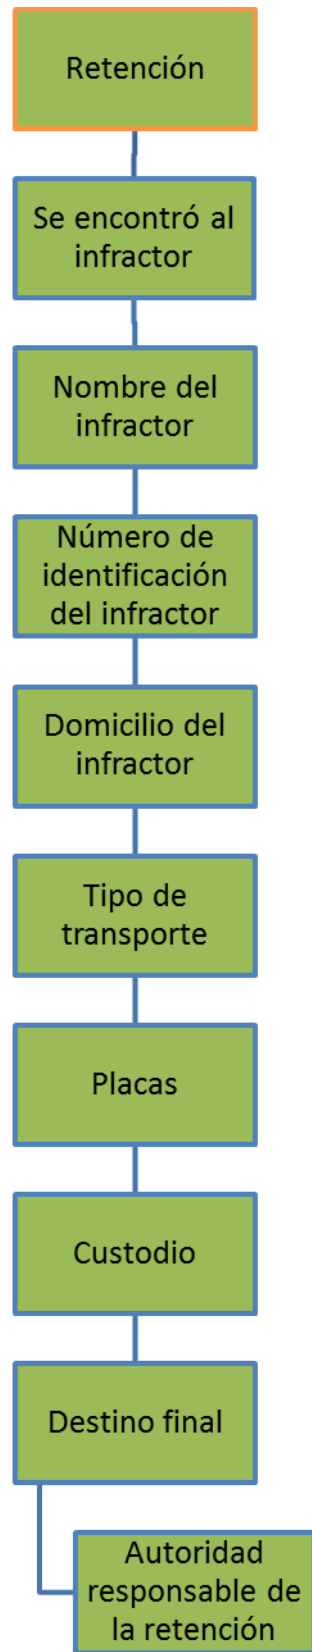 Retención
Se encontró al
infractor
Nombre del
infractor
Número de
identificación
del infractor
Domicilio del
infractor
Tipo de
transporte
Placas
Custodio
Destino final
Autoridad
responsable de
la retención